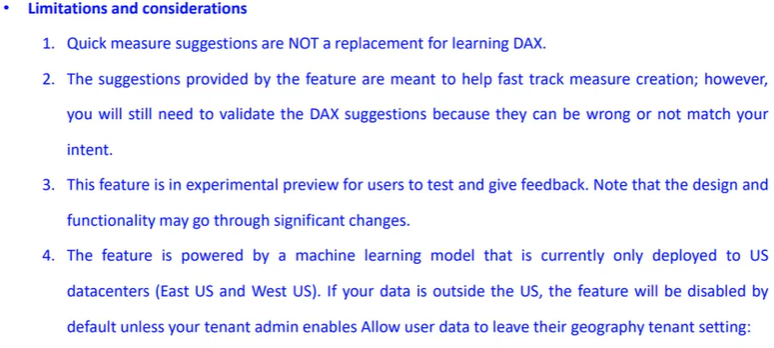 • Limitations and considerations
1. Quick measure suggestions are NOT a replacement for learning DAX.
2. The suggestions provided by the feature are meant to help fast track measure creation; however,
you will still need to validate the DAX suggestions because they can be wrong or not match your
intent.
3. This feature is in experimental preview for users to test and give feedback. Note that the design and
functionality may go through significant changes.
4. The feature is powered by a machine learning model that is currently only deployed to US
datacenters (East US and West US). If your data is outside the US, the feature will be disabled by
default unless your tenant admin enables Allow user data to leave their geography tenant setting: